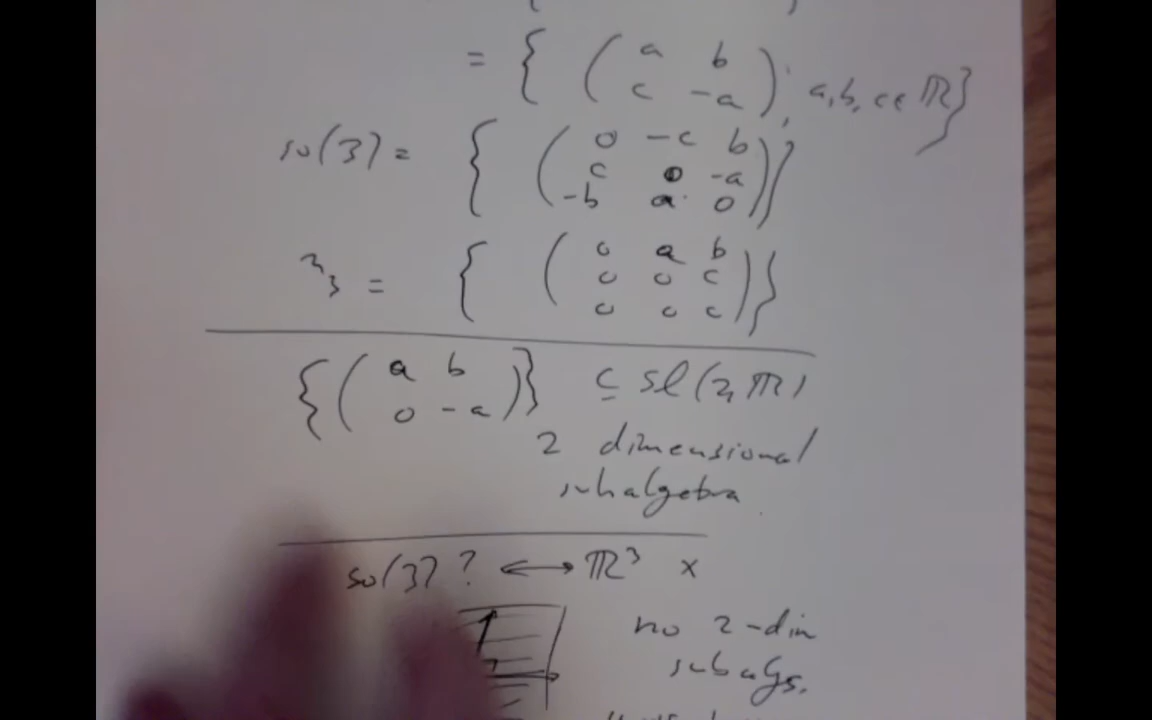 = { ( a b
c -a ) ; a, b, c ∈ ℝ }
so(3) = { ( 0 -c b
c 0 -a
-b a 0 ) }
n₃ = { ( 0 a b
0 0 c
0 0 c ) }
{ ( a b
0 -a ) } ⊆ sl(2, ℝ)
2 dimensional
subalgebra.
so(3) ? ⟷ ℝ³ ×
no 2-dim
subalgs.